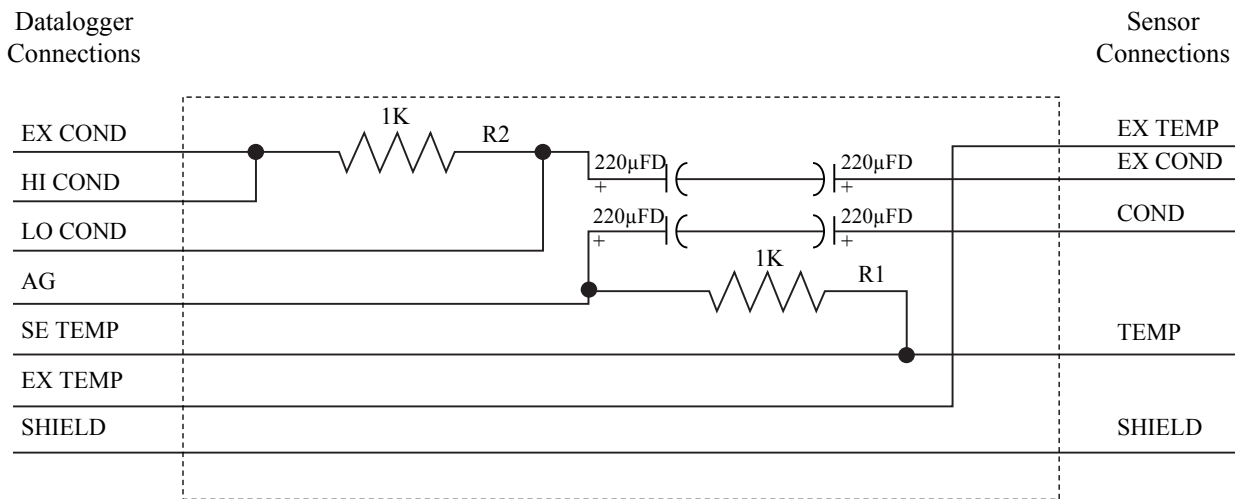 Datalogger
Connections
Sensor
Connections
1K
R2
EX COND
EX TEMP
220µFD
220µFD
EX COND
+
+
HI COND
LO COND
220µFD
220µFD
COND
+
+
1K
R1
AG
SE TEMP
TEMP
EX TEMP
SHIELD
SHIELD